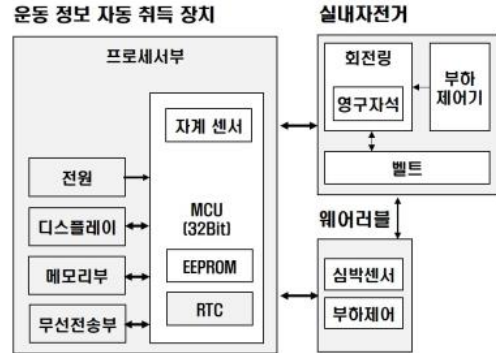 운동 정보 자동 취득 장치
프로세서부
자계 센서
전원
디스플레이
메모리부
무선전송부
MCU
(32Bit)
EEPROM
RTC
실내자전거
회전링
영구자석
부하
제어기
벨트
웨어러블
심박센서
부하제어